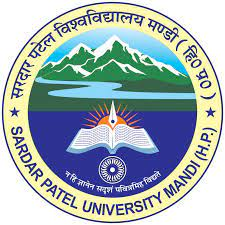 सरदार पटेल विश्वविद्यालय मण्डी (हि० प्र०)
न हि ज्ञानेन सदृशं पवित्रमिह विद्यते
SARDAR PATEL UNIVERSITY MANDI (H.P.)